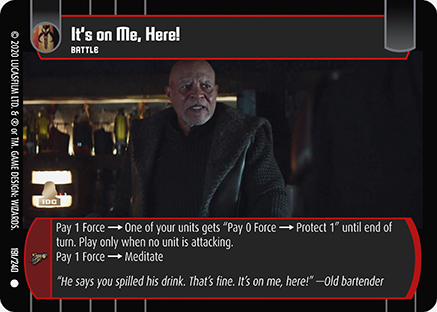 It's on Me, Here!
BATTLE
100
Pay 1 Force → One of your units gets “Pay 0 Force → Protect 1” until end of
turn. Play only when no unit is attacking.
Pay 1 Force → Meditate
“He says you spilled his drink. That’s fine. It’s on me, here!” —Old bartender
© 2020 LUCASFILM LTD. & ® or TM. GAME DESIGN: WIZARDS.
181/240